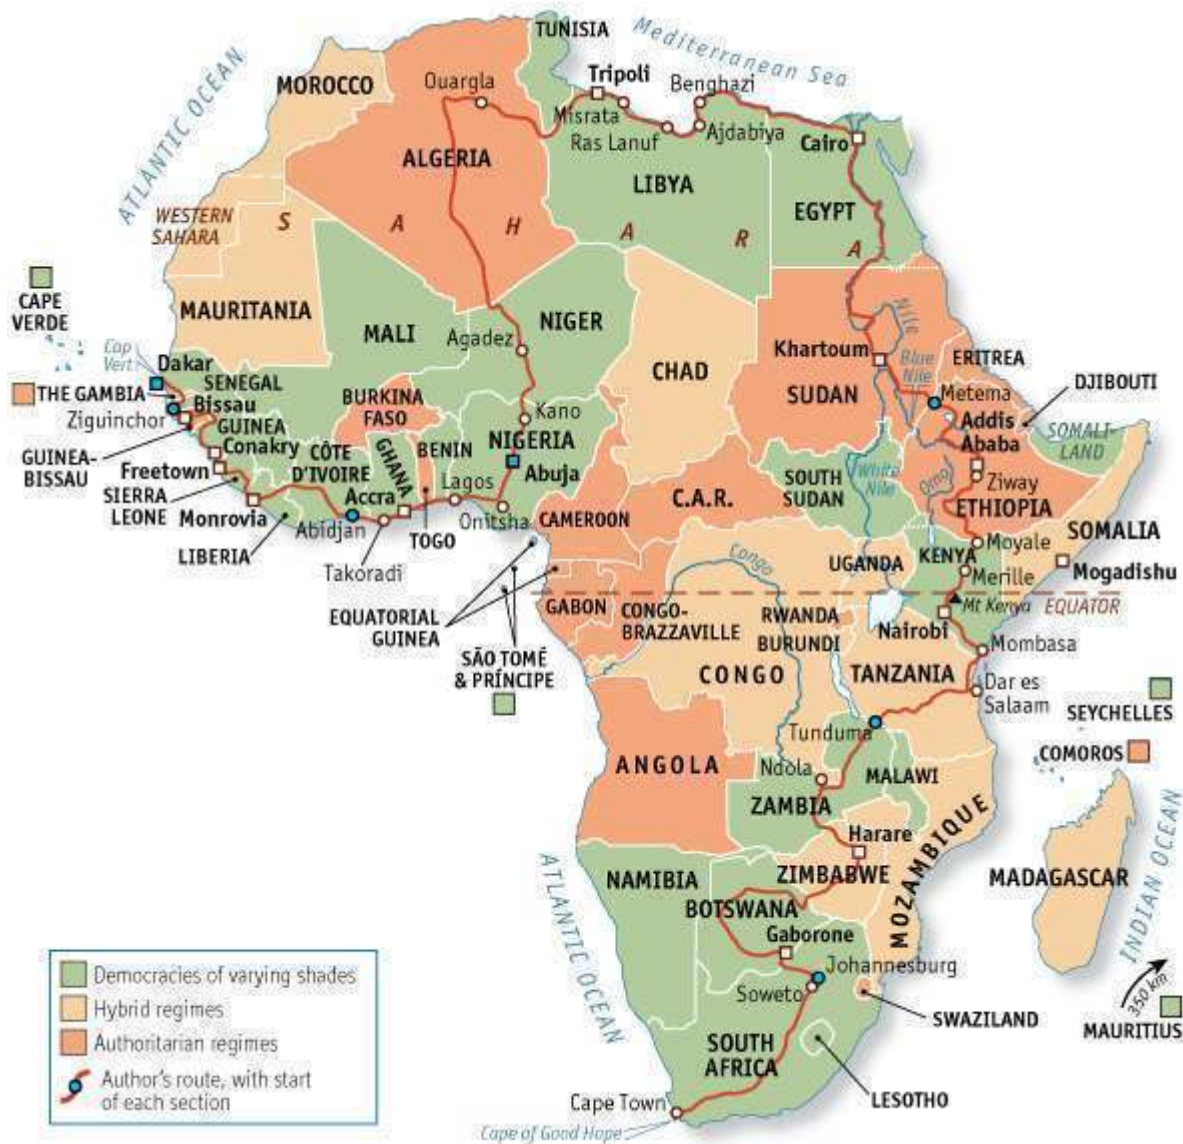 TUNISIA
Mediterranean Sea
ATLANTIC OCEAN
MOROCCO
Ouargla
Tripoli
Benghazi
Misrata
Ras Lanuf
Ajdabiya
Cairo
ALGERIA
LIBYA
EGYPT
WESTERN
SAHARA
S A H A R A
CAPE
VERDE
MAURITANIA
MALI
NIGER
CHAD
Agadez
Nile
Khartoum
Blue
Nile
SUDAN
ERITREA
DJIBOUTI
Metema
Cap
Vert
Dakar
SENEGAL
THE GAMBIA
Bissau
Ziguinchor
GUINEA
BURKINA
FASO
Kano
NIGERIA
Abuja
BENIN
GHANA
Addis
Ababa
SOMALI-
LAND
GUINEA-
BISSAU
Conakry
Freetown
CÔTE
D'IVOIRE
Accra
Lagos
SIERRA
LEONE
Monrovia
Abidjan
TOGO
Onitsha
LIBERIA
Takoradi
CAMEROON
C.A.R.
SOUTH
SUDAN
White
Nile
Omo
Ziway
ETHIOPIA
SOMALIA
Moyale
KENYA
Merille
Mogadishu
UGANDA
Congo
EQUATORIAL
GUINEA
GABON
CONGO-
BRAZZAVILLE
RWANDA
BURUNDI
Mt Kenya
EQUATOR
Nairobi
Mombasa
SÃO TOMÉ
& PRÍNCIPE
CONGO
TANZANIA
Dar es
Salaam
SEYCHELLES
Tunduma
COMOROS
ANGOLA
Ndola
MALAWI
ZAMBIA
Harare
MOZAMBIQUE
ZIMBABWE
MADAGASCAR
INDIAN OCEAN
ATLANTIC OCEAN
NAMIBIA
BOTSWANA
Gaborone
Johannesburg
Soweto
SWAZILAND
350 km
MAURITIUS
SOUTH
AFRICA
LESOTHO
Cape Town
Cape of Good Hope
Democracies of varying shades
Hybrid regimes
Authoritarian regimes
Author's route, with start
of each section